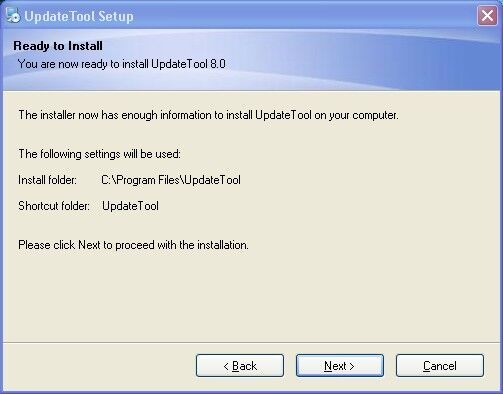 UpdateTool Setup
Ready to Install
You are now ready to install UpdateTool 8.0
The installer now has enough information to install UpdateTool on your computer.
The following settings will be used:
Install folder: C:\Program Files\UpdateTool
Shortcut folder: UpdateTool
Please click Next to proceed with the installation.
< Back Next > Cancel